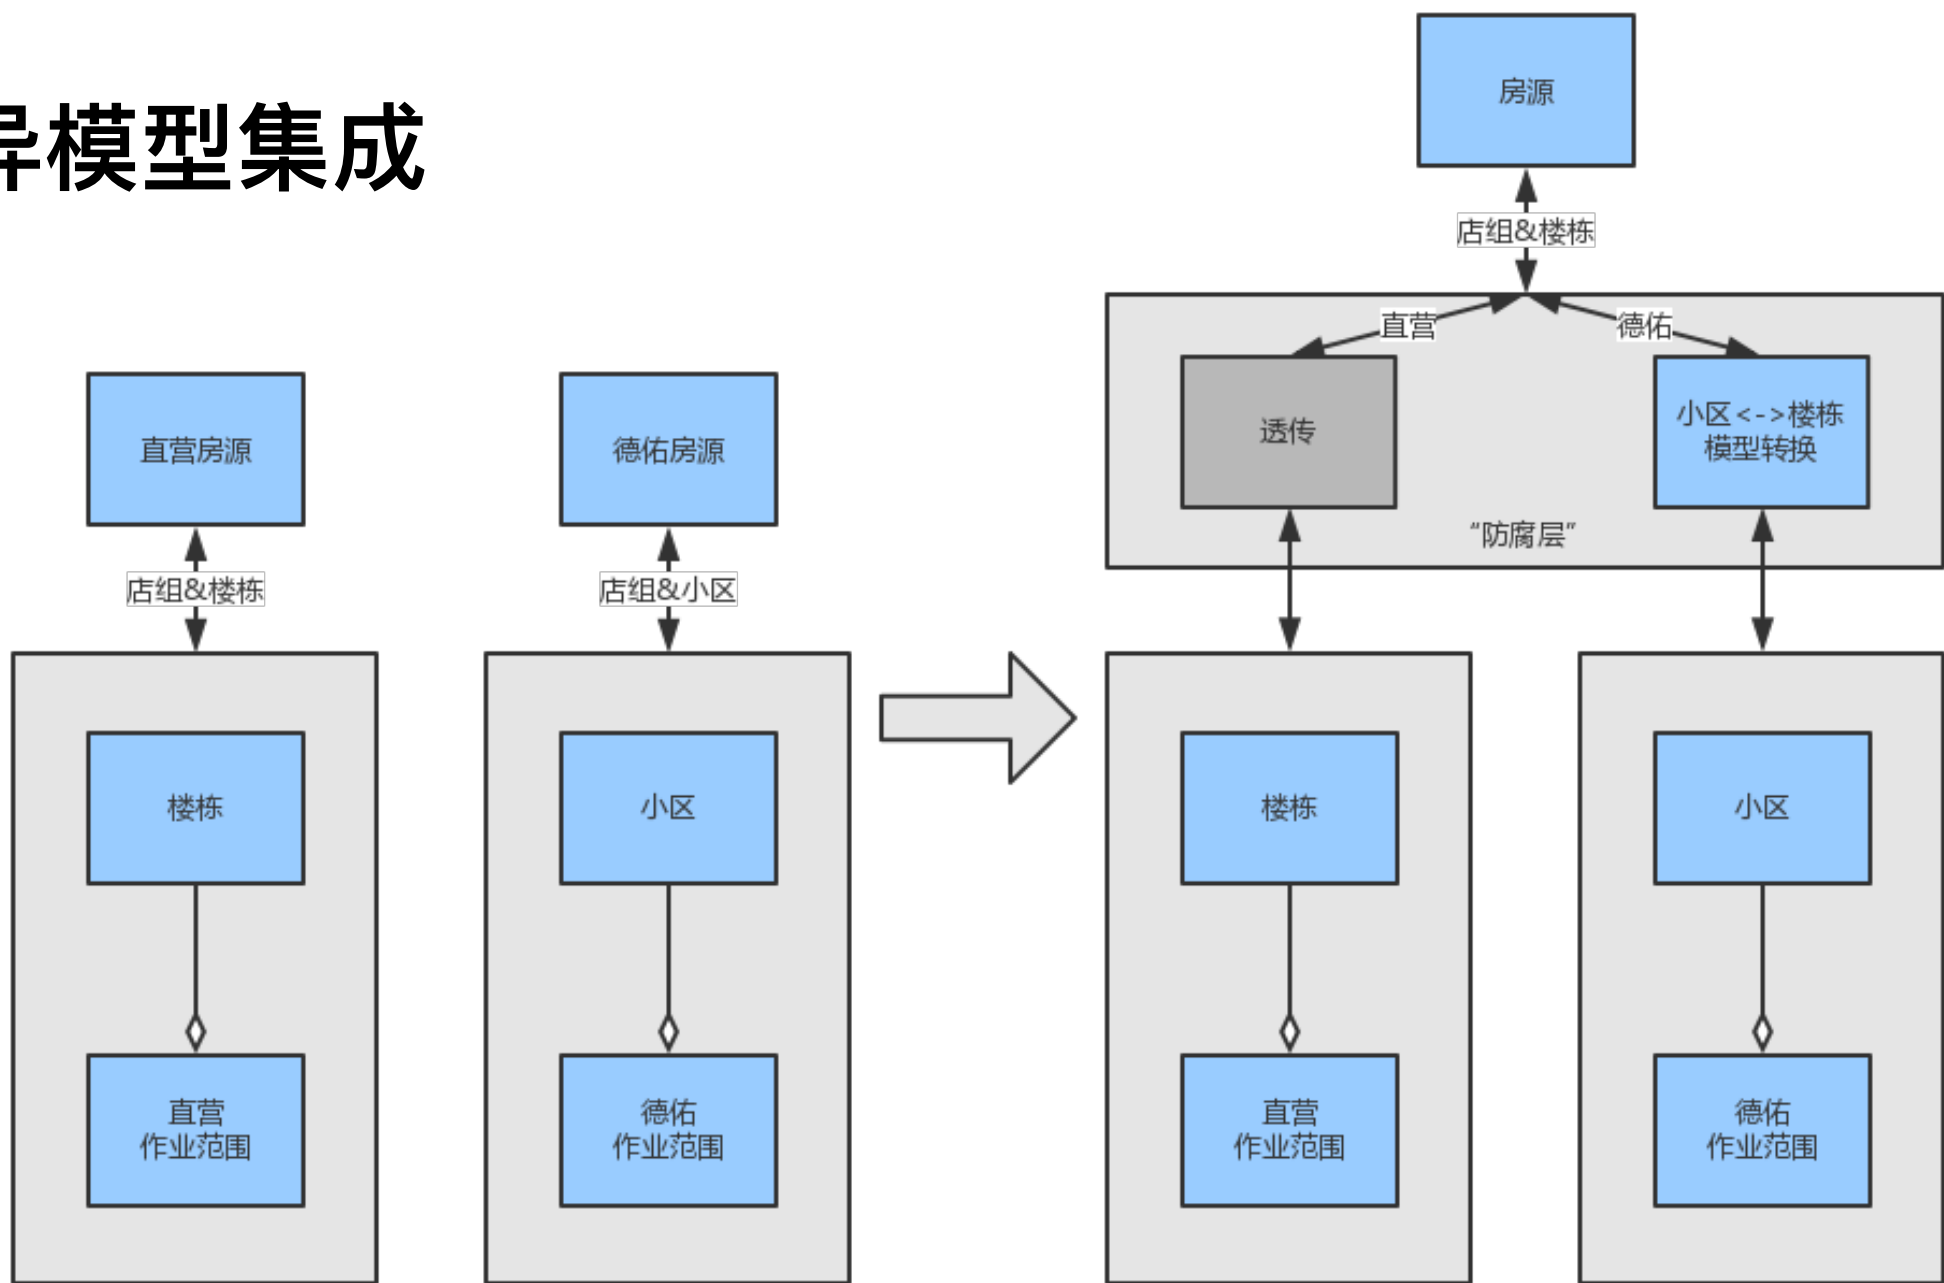 异模型集成
房源
店组&楼栋
直营
德佑
透传
小区<->楼栋
模型转换
“防腐层”
直营房源
德佑房源
店组&楼栋
店组&小区
楼栋
小区
楼栋
小区
直营
作业范围
德佑
作业范围
直营
作业范围
德佑
作业范围